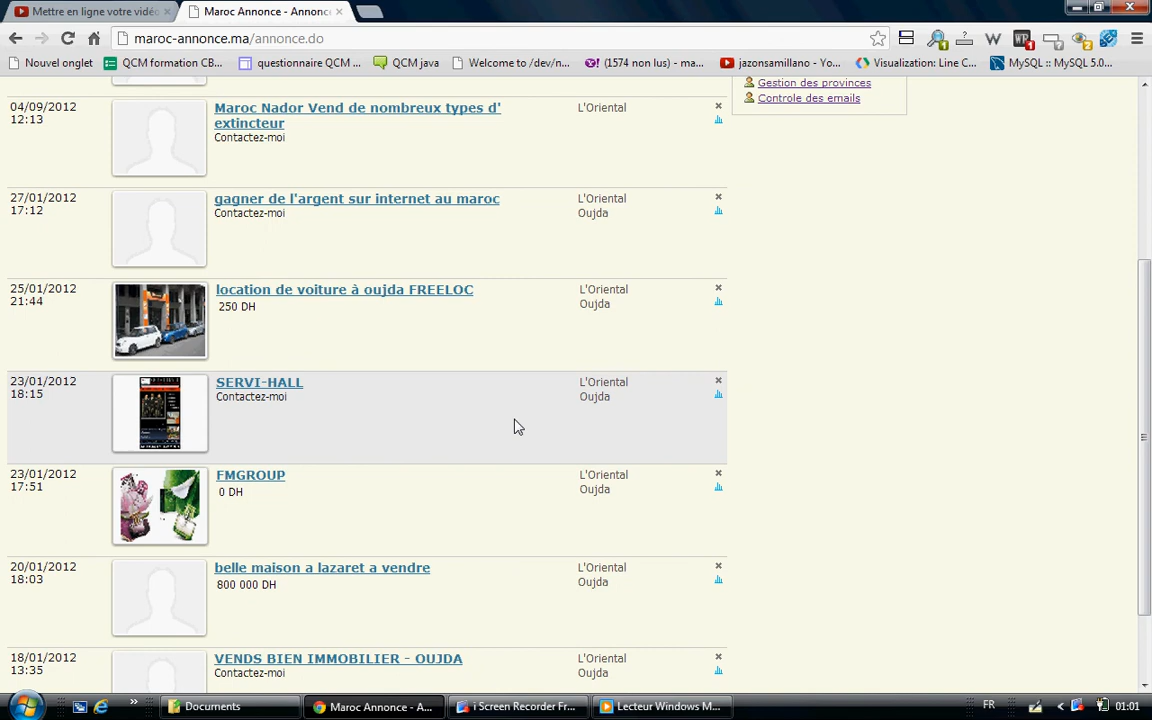 Mettre en ligne votre vidéo
Maroc Annonce - Annonc
maroc-annonce.ma/annonce.do
Nouvel onglet
QCM formation CB...
questionnaire QCM ...
QCM java
Welcome to /dev/n...
(1574 non lus) - ma...
jazonsamillano - Yo...
Visualization: Line C...
MySQL :: MySQL 5.0...
Gestion des provinces
Controle des emails
04/09/2012
12:13
Maroc Nador Vend de nombreux types d'
extincteur
Contactez-moi
L'Oriental
27/01/2012
17:12
gagner de l'argent sur internet au maroc
Contactez-moi
L'Oriental
Oujda
25/01/2012
21:44
location de voiture à oujda FREELOC
250 DH
L'Oriental
Oujda
23/01/2012
18:15
SERVI-HALL
Contactez-moi
L'Oriental
Oujda
23/01/2012
17:51
FMGROUP
0 DH
L'Oriental
Oujda
20/01/2012
18:03
belle maison a lazaret a vendre
800 000 DH
L'Oriental
Oujda
18/01/2012
13:35
VENDS BIEN IMMOBILIER - OUJDA
Contactez-moi
L'Oriental
Oujda
Documents
Maroc Annonce - A...
i Screen Recorder Fr...
Lecteur Windows M...
FR
01:01